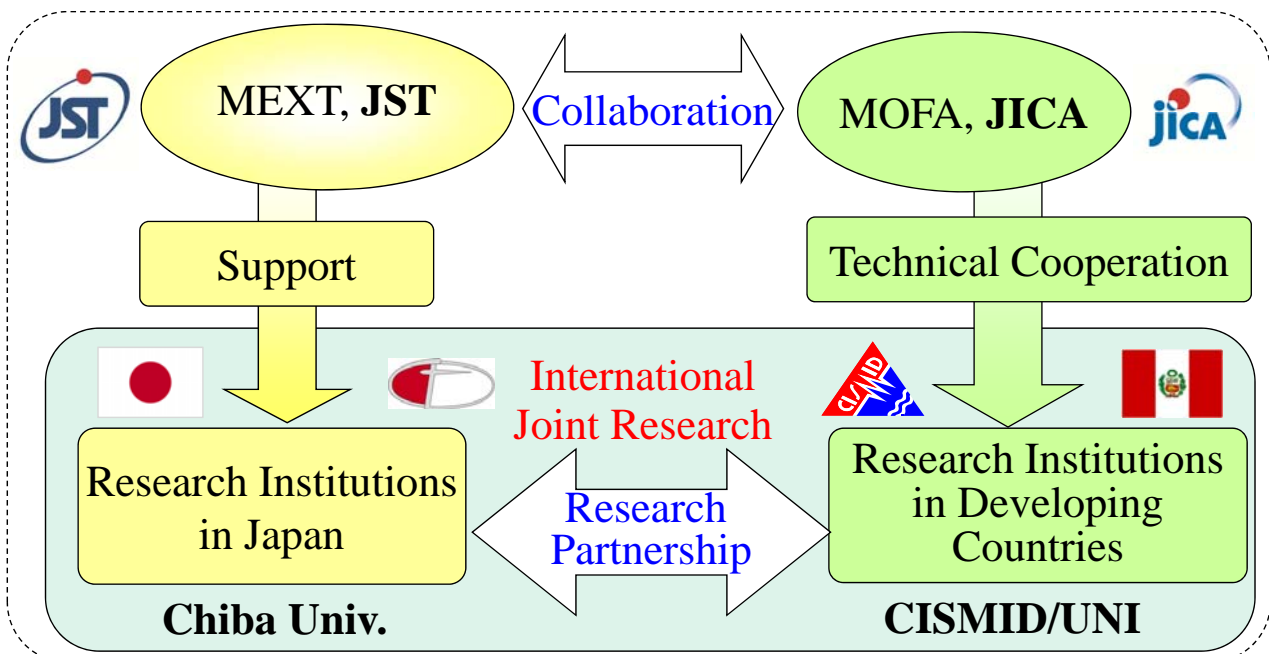 JST
MEXT, JST
Collaboration
MOFA, JICA
jICA
Support
Technical Cooperation
International
Joint Research
CISMID
Research Institutions
in Japan
Research
Partnership
Research Institutions
in Developing
Countries
Chiba Univ.
CISMID/UNI